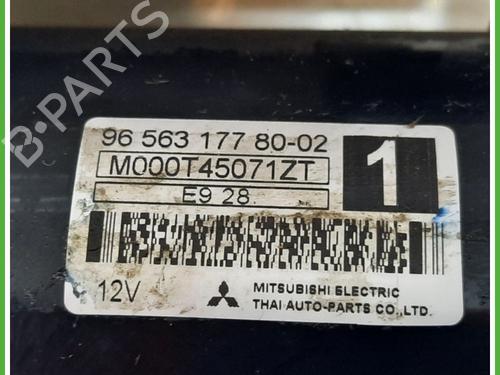 96 563 177 80-02
1
M000T45071ZT
E9 28
12V
MITSUBISHI ELECTRIC
THAI AUTO-PARTS CO.,LTD.
B-PARTS